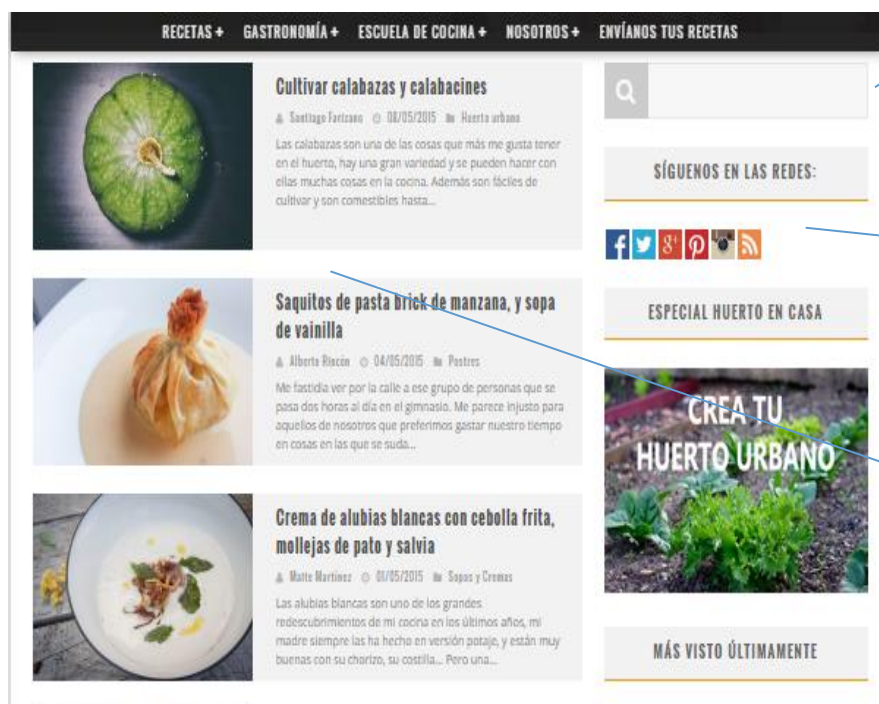 RECETAS + GASTRONOMÍA + ESCUELA DE COCINA + NOSOTROS + ENVÍANOS TUS RECETAS
Cultivar calabazas y calabacines
Santiago 08/05/2015 Huerto urbano
Las calabazas son una de las cosas que más me gusta tener
en el huerto, hay una gran variedad y se pueden hacer con
ellas muchas cosas en la cocina. Además son fáciles de
cultivar y son comestibles hasta...
Saquitos de pasta brick de manzana, y sopa
de vainilla
Alberto Rincón 04/05/2015 Postres
Me fastidia ver por la calle a ese grupo de personas que se
pasa dos horas al día en el gimnasio. Me parece injusto para
aquellos de nosotros que preferimos gastar nuestro tiempo
en cosas en las que se suda...
Crema de alubias blancas con cebolla frita,
mollejas de pato y salvia
Maite Martínez 01/05/2015 Sopas y Cremas
Las alubias blancas son uno de los grandes
redescubrimientos de mi cocina en los últimos años, mi
madre siempre las ha hecho en versión potaje, y están muy
buenas con su chorizo, su costilla... Pero una...
SÍGUENOS EN LAS REDES:
ESPECIAL HUERTO EN CASA
CREA TU
HUERTO URBANO
MÁS VISTO ÚLTIMAMENTE